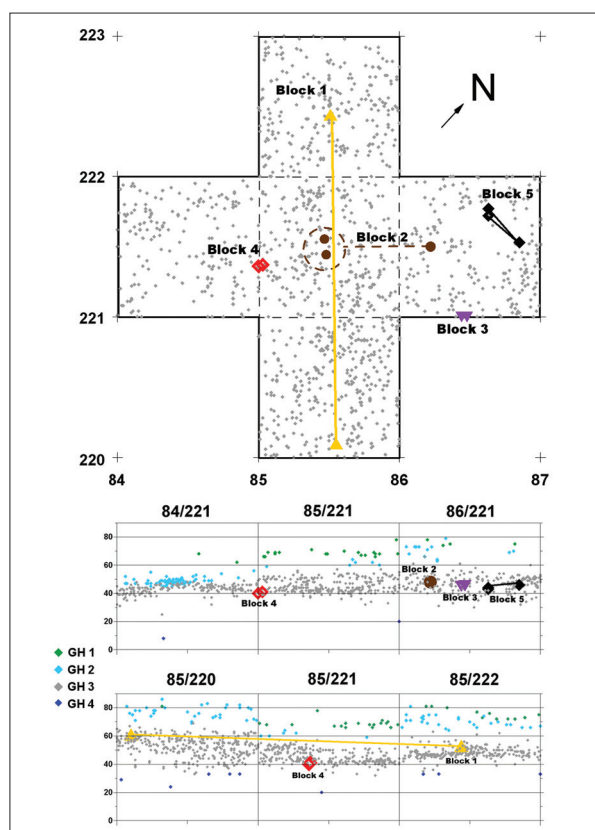 223
Block 1
N
222
Block 5
Block 4
Block 2
221
Block 3
220
84 85 86 87
84/221 85/221 86/221
80
60
40
20
0
Block 2
Block 3
Block 5
Block 4
GH 1
GH 2
GH 3
GH 4
85/220 85/221 85/222
80
60
40
20
0
Block 1
Block 4